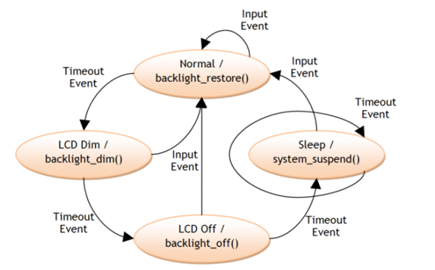 Input
Event
Normal /
backlight_restore()
Timeout
Event
Input
Event
Timeout
Event
LCD Dim /
backlight_dim()
Input
Event
Sleep /
system_suspend()
Timeout
Event
LCD Off /
backlight_off()
Timeout
Event